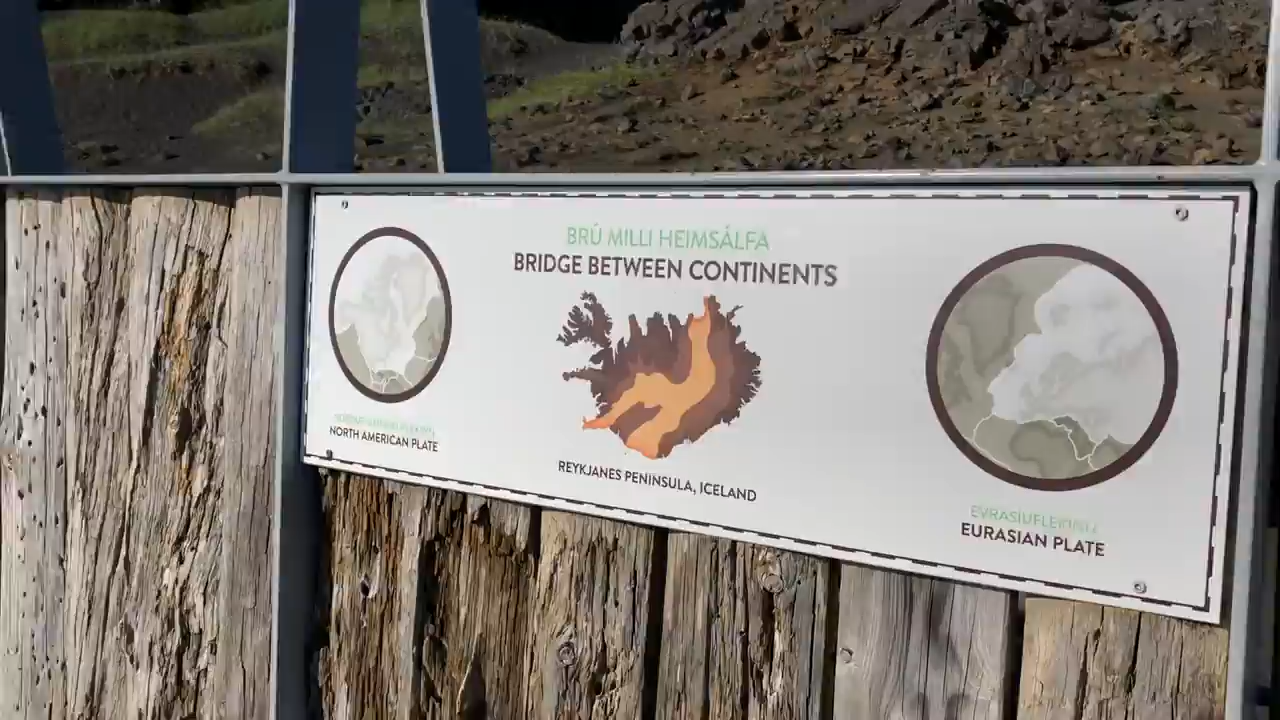 BRÚ MILLI HEIMSÁLFA
BRIDGE BETWEEN CONTINENTS
NORTH AMERICAN PLATE
REYKJANES PENINSULA, ICELAND
EVRASÍUFLEKINN
EURASIAN PLATE